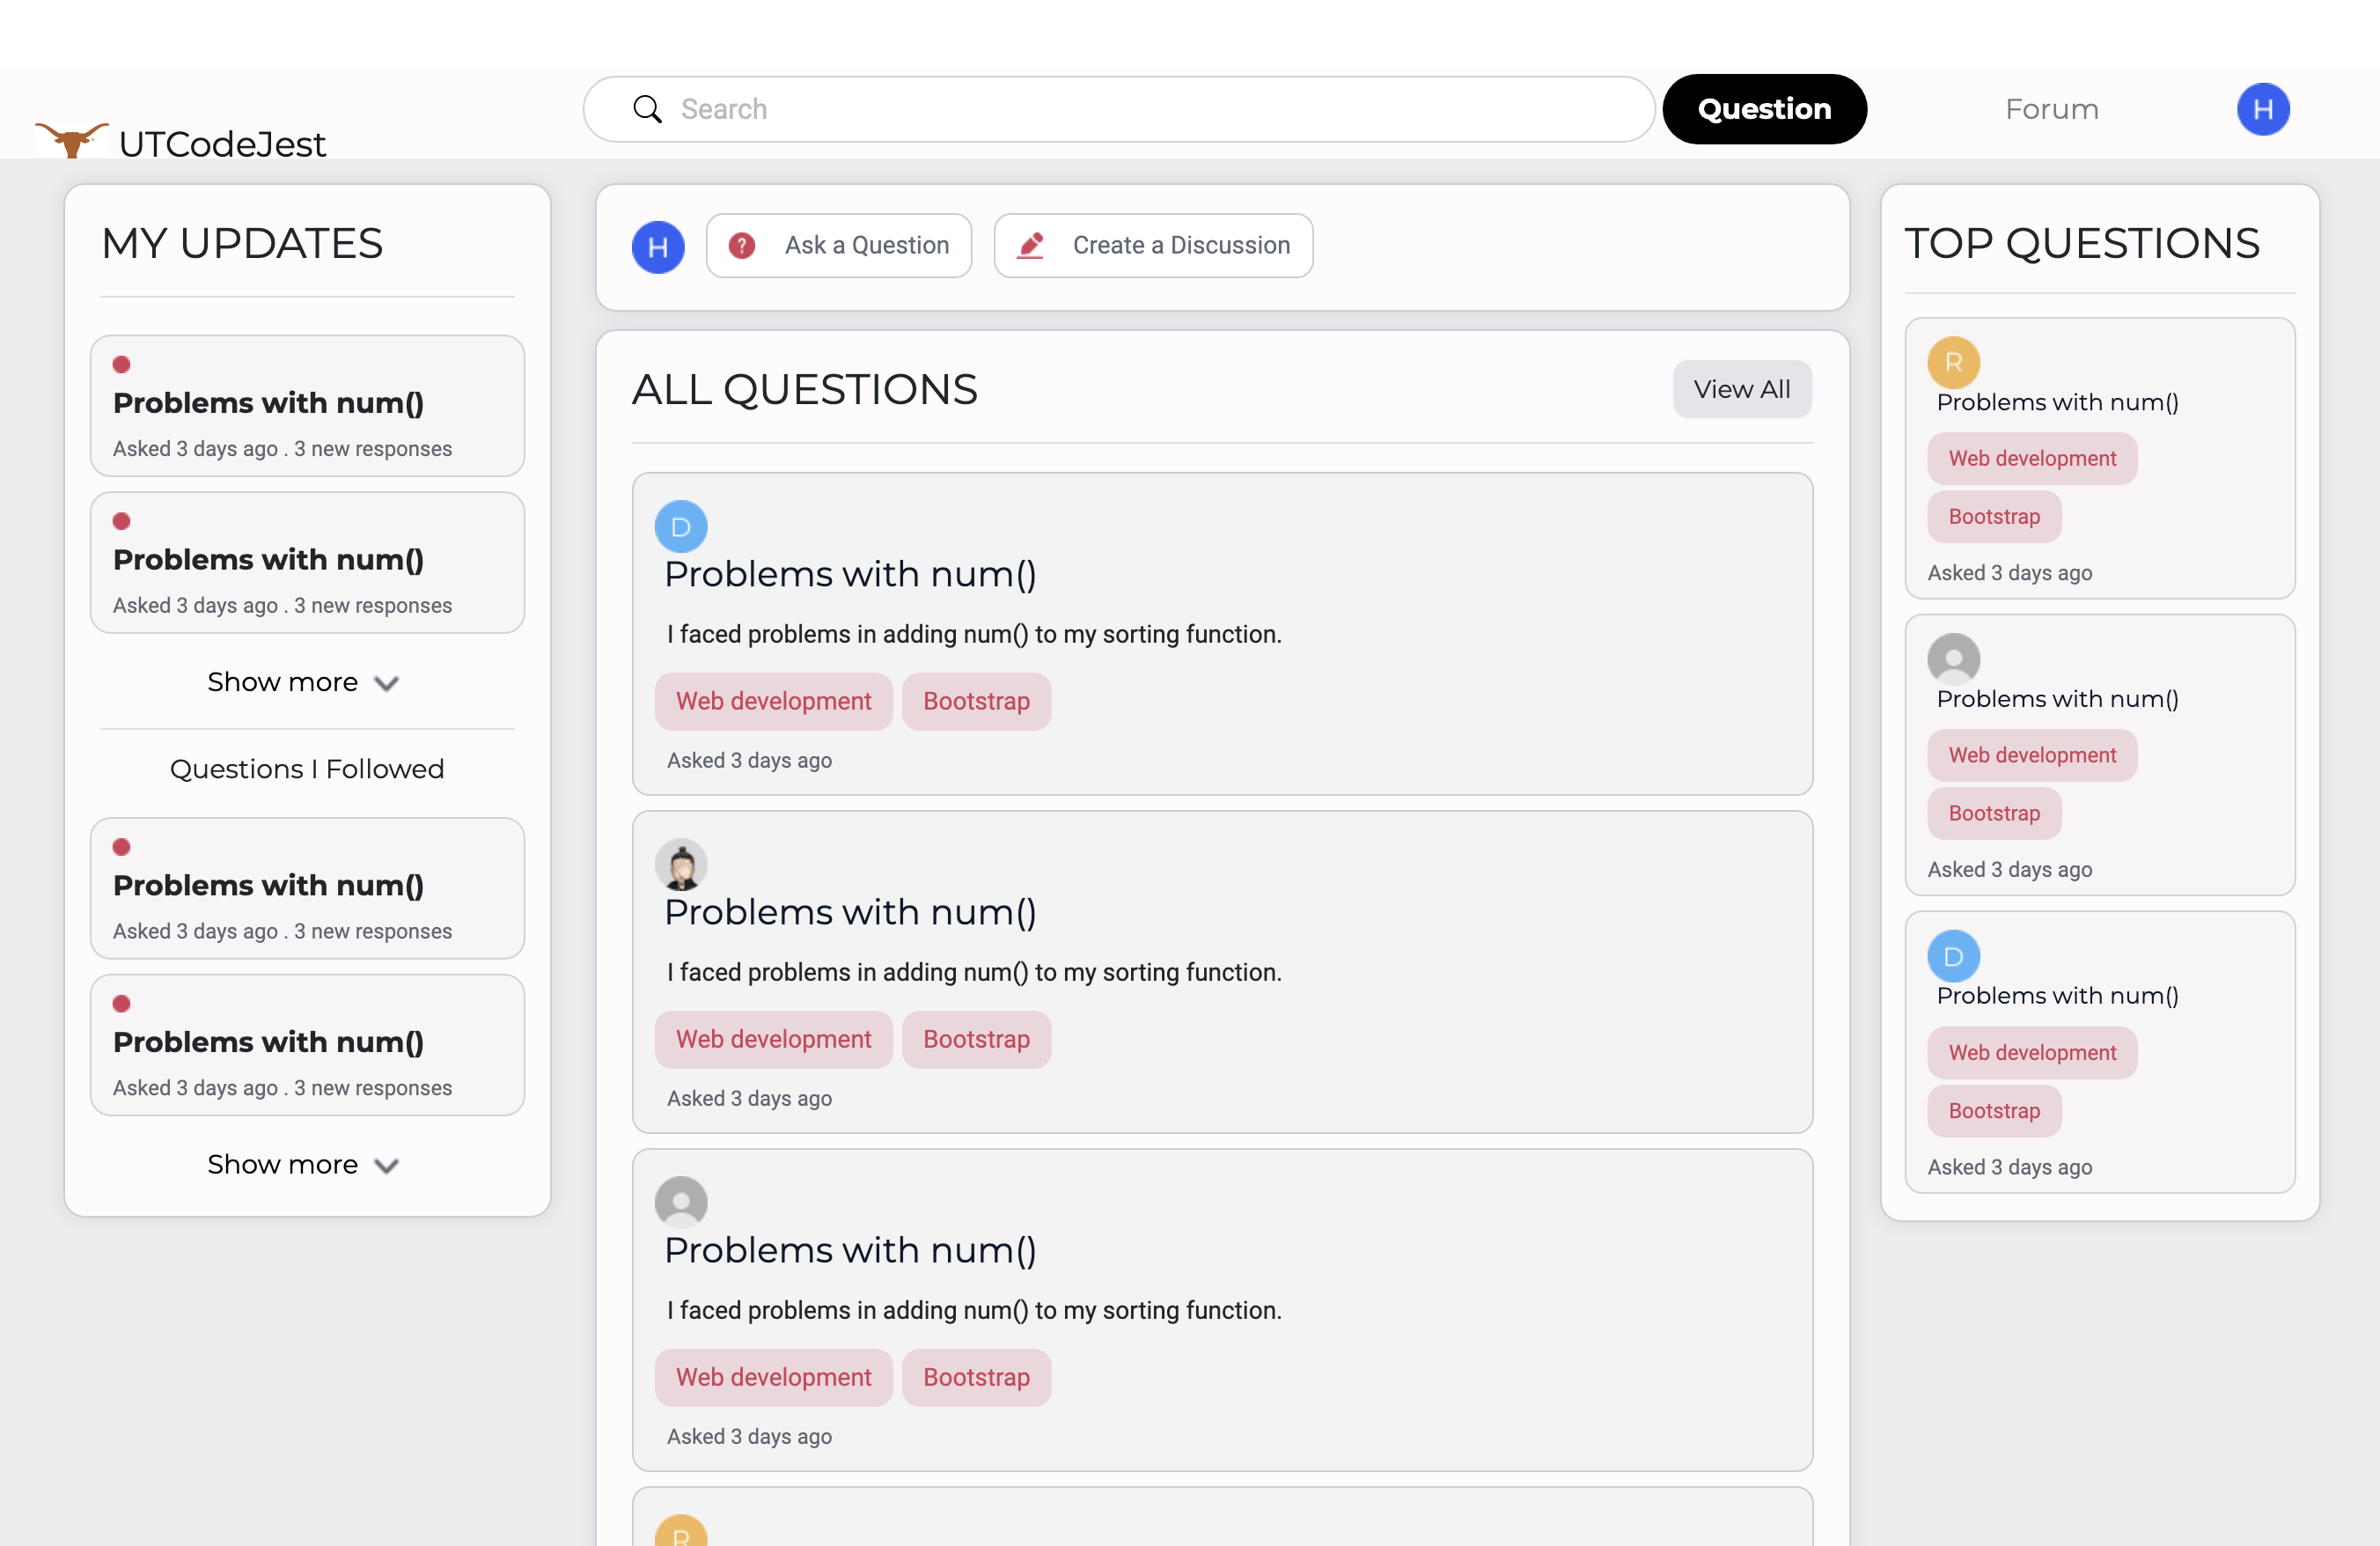 UTCodeJest
Search
Question
Forum
H
MY UPDATES
Problems with num()
Asked 3 days ago . 3 new responses
Problems with num()
Asked 3 days ago . 3 new responses
Show more
Questions I Followed
Problems with num()
Asked 3 days ago . 3 new responses
Problems with num()
Asked 3 days ago . 3 new responses
Show more
H
? Ask a Question
Create a Discussion
ALL QUESTIONS
View All
D
Problems with num()
I faced problems in adding num() to my sorting function.
Web development Bootstrap
Asked 3 days ago
Problems with num()
I faced problems in adding num() to my sorting function.
Web development Bootstrap
Asked 3 days ago
Problems with num()
I faced problems in adding num() to my sorting function.
Web development Bootstrap
Asked 3 days ago
R
TOP QUESTIONS
R
Problems with num()
Web development
Bootstrap
Asked 3 days ago
Problems with num()
Web development
Bootstrap
Asked 3 days ago
D
Problems with num()
Web development
Bootstrap
Asked 3 days ago